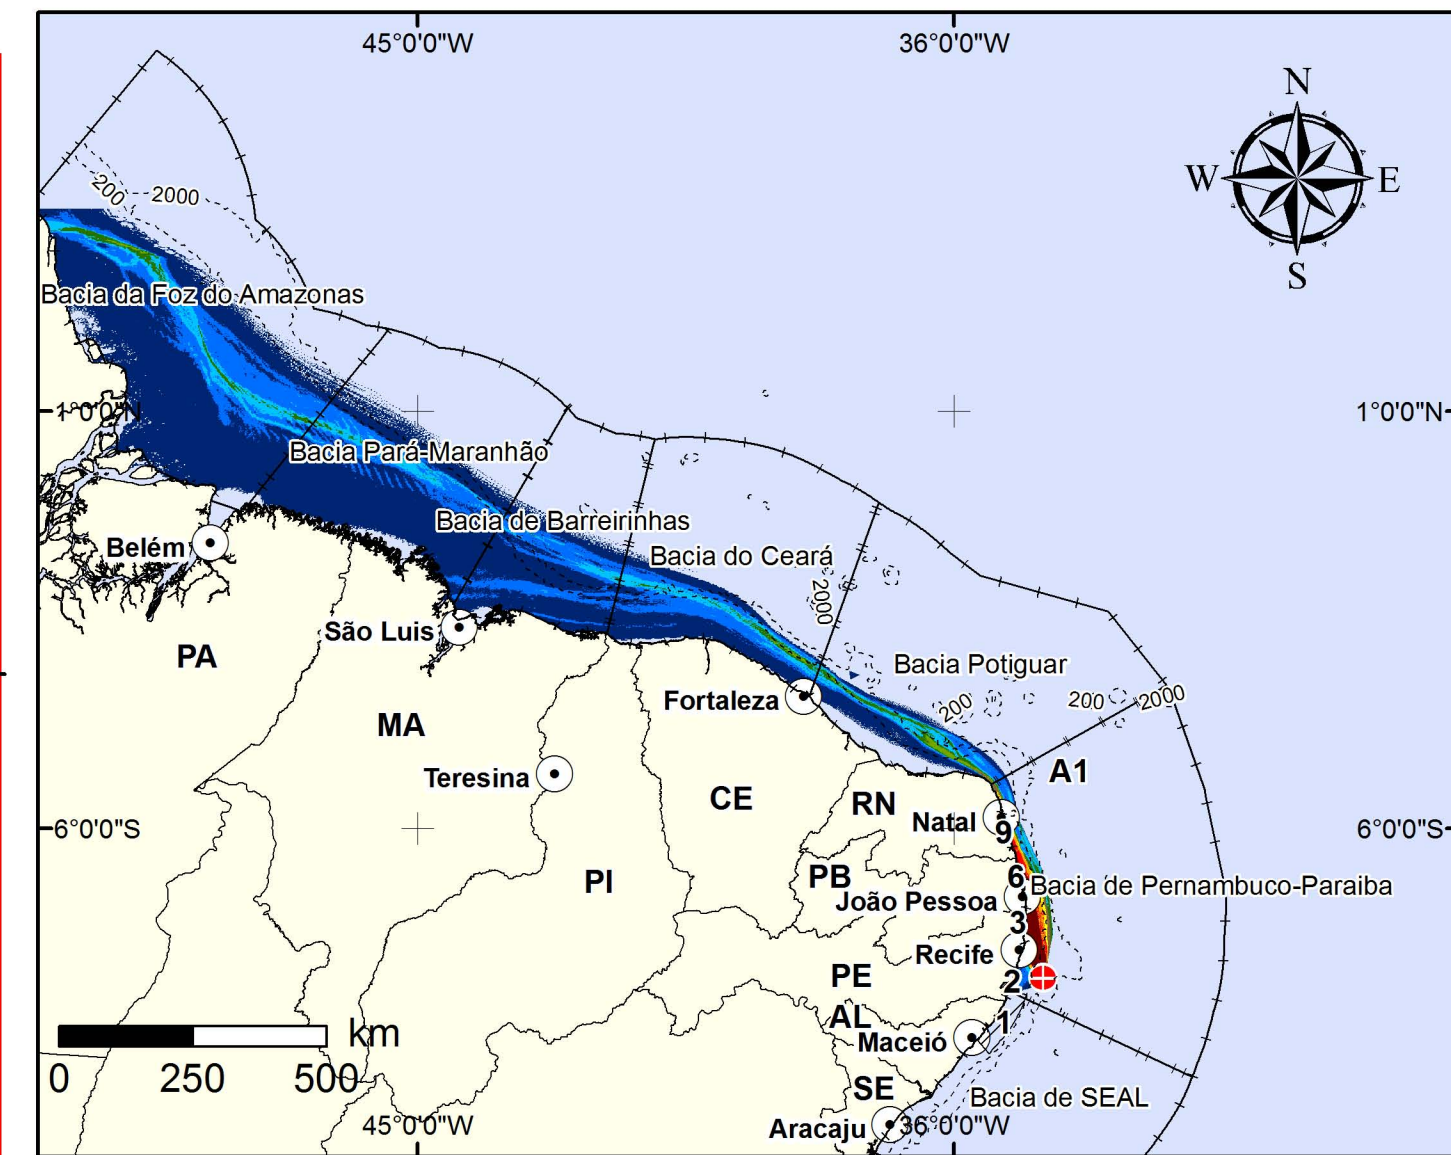 45°0'0"W
36°0'0"W
N
W
E
S
200
2000
Bacia da Foz do Amazonas
1°0'0"N
1°0'0"N
Bacia Pará-Maranhão
Bacia de Barreirinhas
Belém
Bacia do Ceará
2000
São Luis
PA
Bacia Potiguar
Fortaleza
200
200
2000
MA
Teresina
A1
CE
RN
Natal
9
6°0'0"S
6°0'0"S
PI
PB
6
Bacia de Pernambuco-Paraiba
João Pessoa
3
Recife
PE
2
AL
1
km
Maceió
0
250
500
SE
Bacia de SEAL
45°0'0"W
Aracaju
36°0'0"W